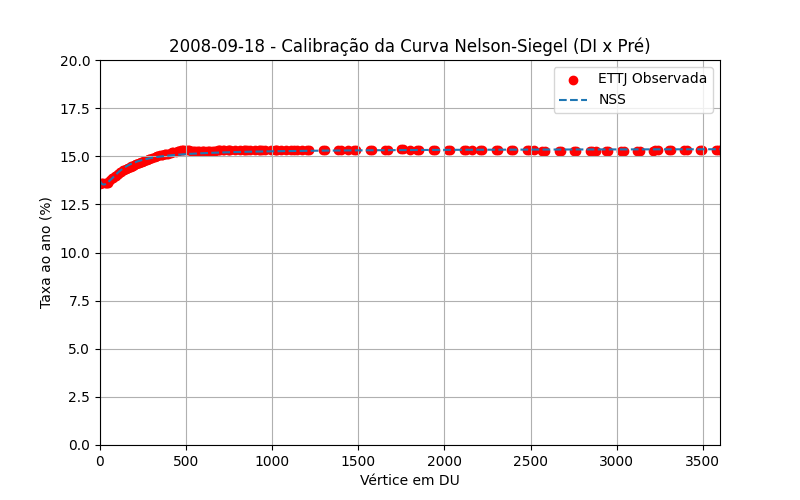 2008-09-18 - Calibração da Curva Nelson-Siegel (DI x Pré)
ETTJ Observada
NSS
Taxa ao ano (%)
20.0
17.5
15.0
12.5
10.0
7.5
5.0
2.5
0.0
0 500 1000 1500 2000 2500 3000 3500
Vértice em DU